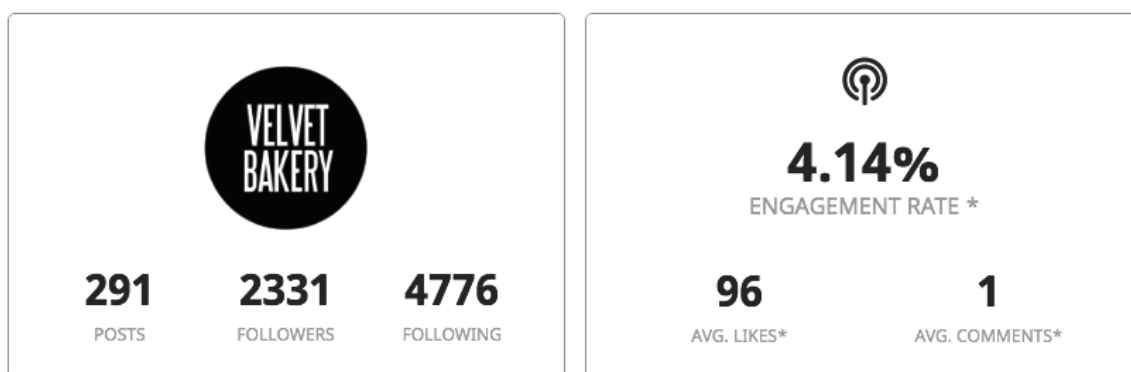 VELVET
BAKERY
291 2331 4776
POSTS FOLLOWERS FOLLOWING
4.14%
ENGAGEMENT RATE *
96 1
AVG. LIKES* AVG. COMMENTS*